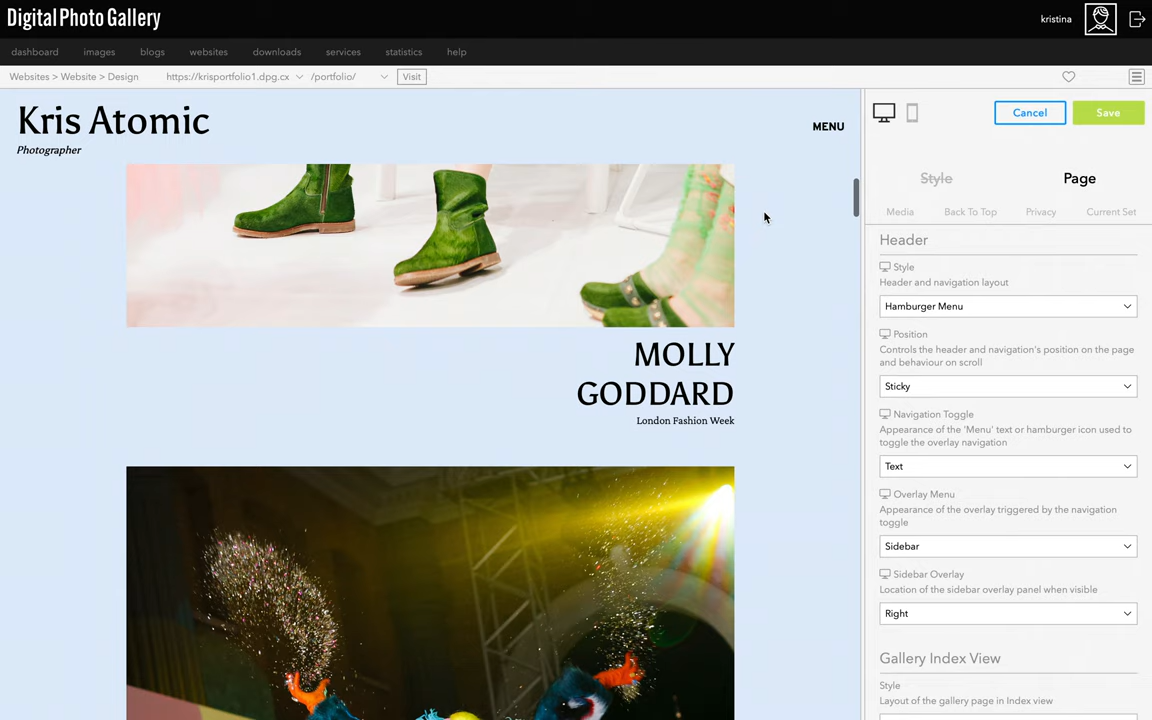 Digital Photo Gallery
kristina
dashboard images blogs websites downloads services statistics help
Websites > Website > Design https://krisportfolio1.dpg.cx /portfolio/ Visit
Kris Atomic
MENU
Photographer
MOLLY
GODDARD
London Fashion Week
Cancel Save
Style Page
Media Back To Top Privacy Current Set
Header
Style
Header and navigation layout
Hamburger Menu
Position
Controls the header and navigation's position on the page
and behaviour on scroll
Sticky
Navigation Toggle
Appearance of the 'Menu' text or hamburger icon used to
toggle the overlay navigation
Text
Overlay Menu
Appearance of the overlay triggered by the navigation
toggle
Sidebar
Sidebar Overlay
Location of the sidebar overlay panel when visible
Right
Gallery Index View
Style
Layout of the gallery page in Index view